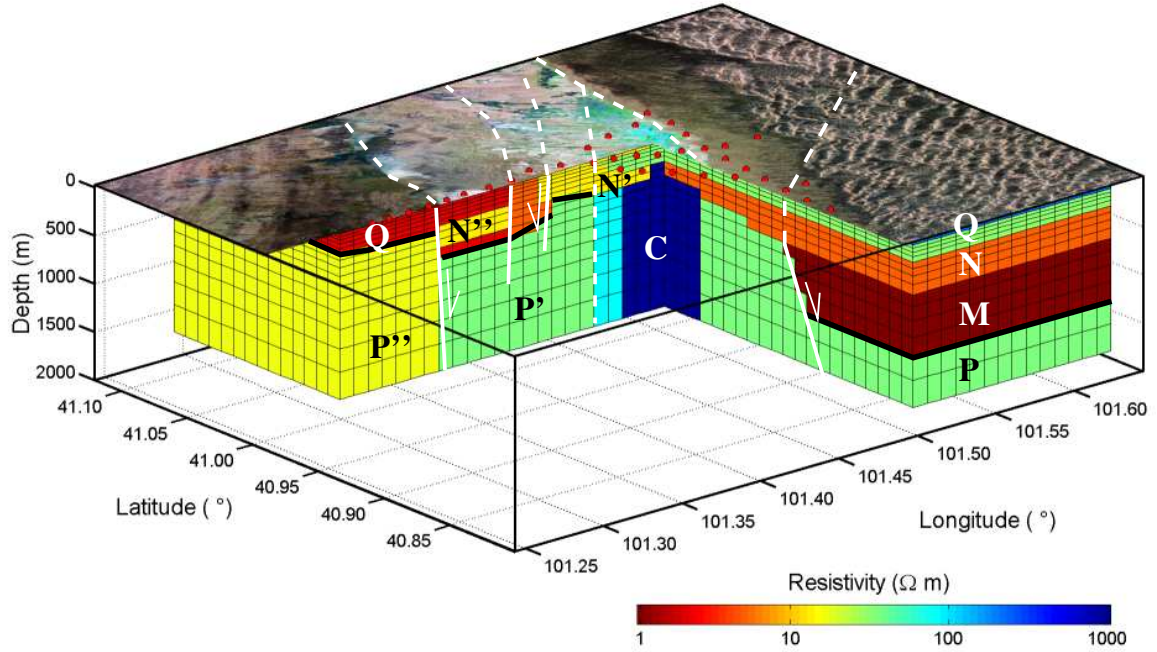 0
500
1000
1500
2000
Depth (m)
Q
N''
N'
C
P'
P''
Q
N
M
P
41.10
41.05
41.00
40.95
40.90
40.85
Latitude ( °)
101.25
101.30
101.35
101.40
101.45
101.50
101.55
101.60
Longitude ( °)
Resistivity (Ω m)
1 10 100 1000